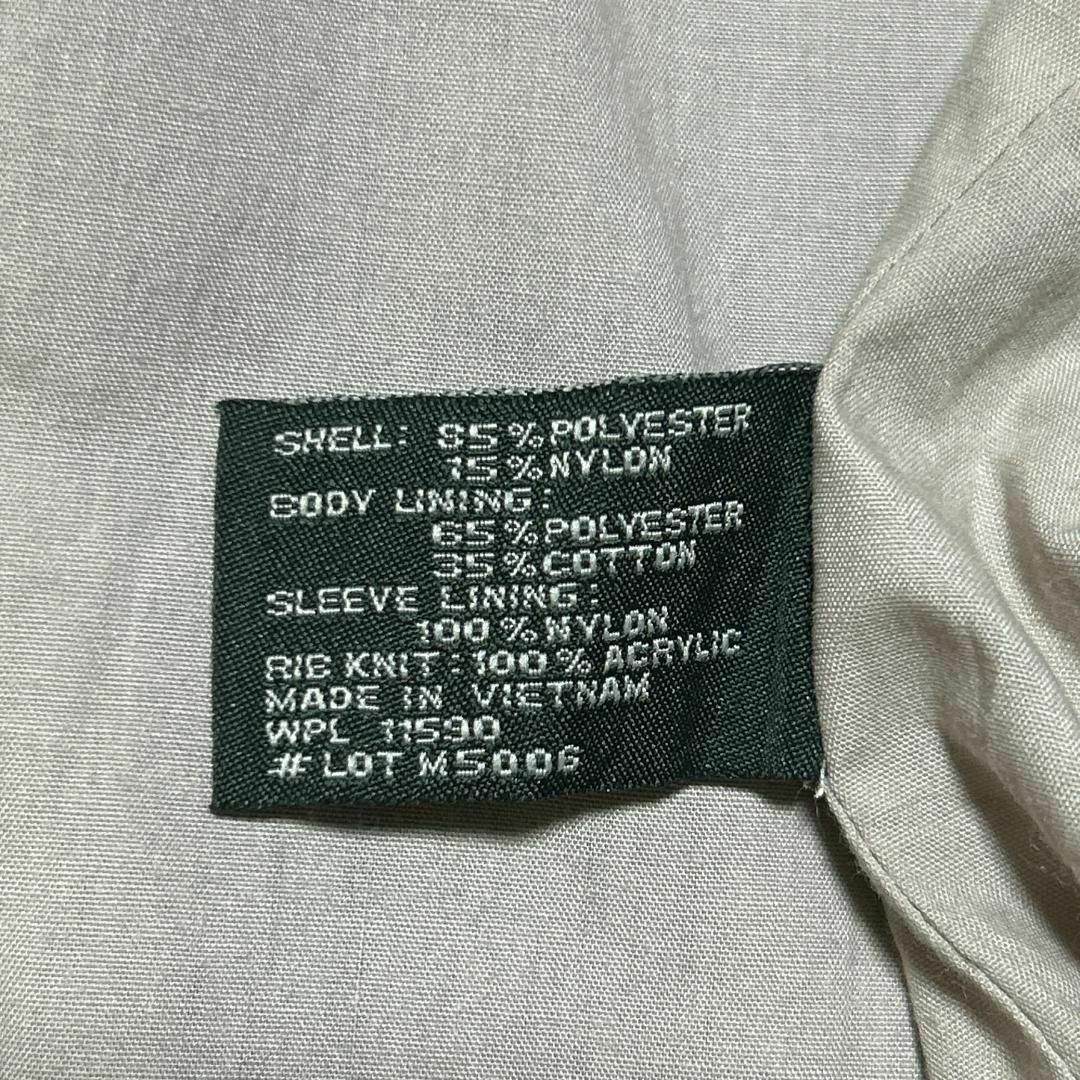 SHELL: 85% POLYESTER
15% NYLON
BODY LINING:
65% POLYESTER
35% COTTON
SLEEVE LINING:
100% NYLON
RIB KNIT: 100% ACRYLIC
MADE IN VIETNAM
WPL 11590
# LOT M5006